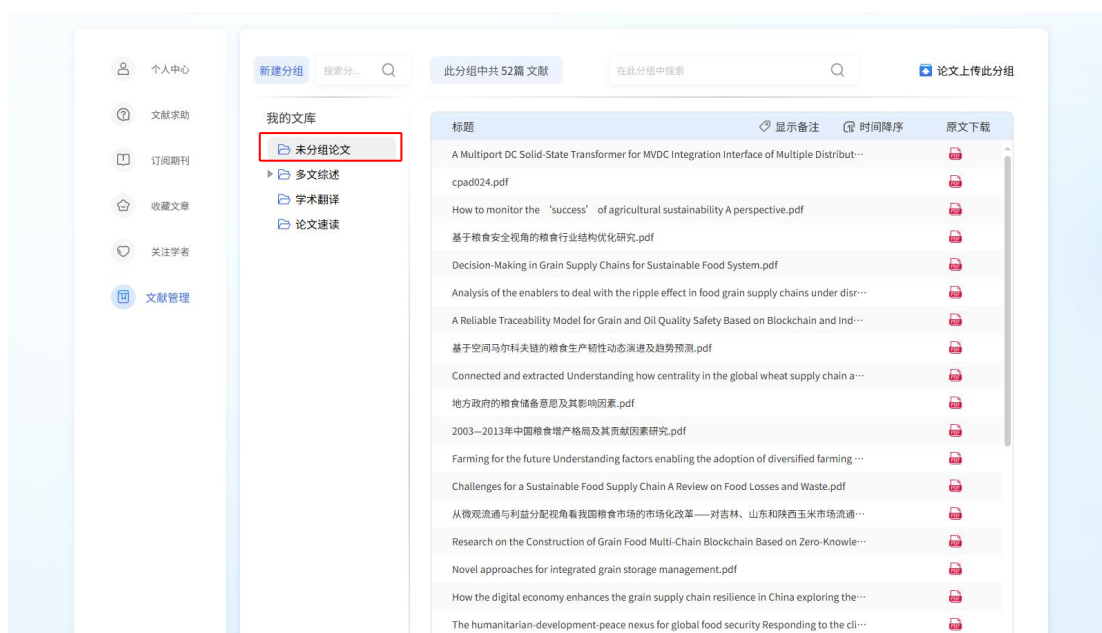 个人中心
文献求助
订阅期刊
收藏文章
关注学者
文献管理
新建分组 搜索分...
我的文库
未分组论文
多文综述
学术翻译
论文速读
此分组中共 52篇 文献 在此分组中搜索 论文上传此分组
标题 显示备注 时间降序 原文下载
A Multiport DC Solid-State Transformer for MVDC Integration Interface of Multiple Distribut…
cpad024.pdf
How to monitor the ‘success’ of agricultural sustainability A perspective.pdf
基于粮食安全视角的粮食行业结构优化研究.pdf
Decision-Making in Grain Supply Chains for Sustainable Food System.pdf
Analysis of the enablers to deal with the ripple effect in food grain supply chains under disr…
A Reliable Traceability Model for Grain and Oil Quality Safety Based on Blockchain and Ind…
基于空间马尔科夫链的粮食生产韧性动态演进及趋势预测.pdf
Connected and extracted Understanding how centrality in the global wheat supply chain a…
地方政府的粮食储备意愿及其影响因素.pdf
2003—2013年中国粮食增产格局及其贡献因素研究.pdf
Farming for the future Understanding factors enabling the adoption of diversified farming …
Challenges for a Sustainable Food Supply Chain A Review on Food Losses and Waste.pdf
从微观流通与利益分配视角看我国粮食市场的市场化改革——对吉林、山东和陕西玉米市场流通…
Research on the Construction of Grain Food Multi-Chain Blockchain Based on Zero-Knowle…
Novel approaches for integrated grain storage management.pdf
How the digital economy enhances the grain supply chain resilience in China exploring the…
The humanitarian-development-peace nexus for global food security Responding to the cli…